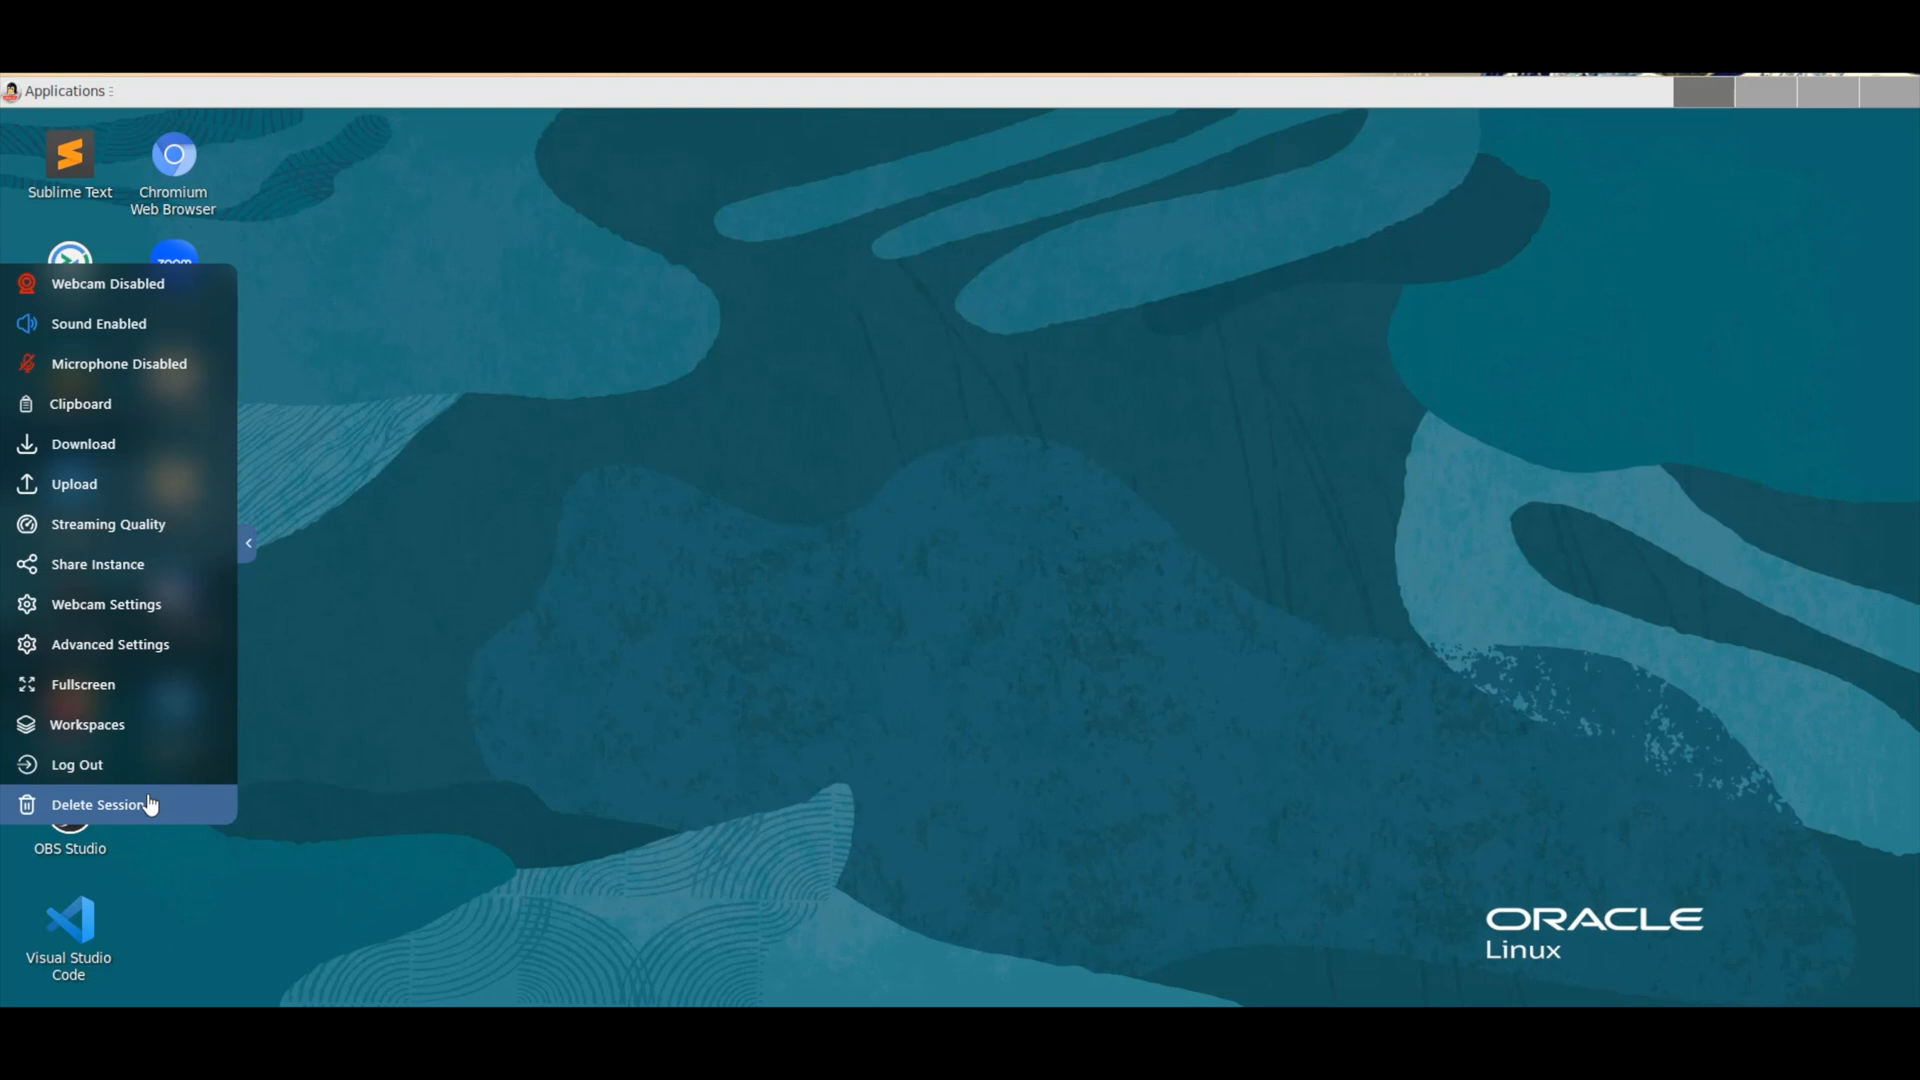 Applications
Sublime Text
Chromium
Web Browser
zoom
Webcam Disabled
Sound Enabled
Microphone Disabled
Clipboard
Download
Upload
Streaming Quality
Share Instance
Webcam Settings
Advanced Settings
Fullscreen
Workspaces
Log Out
Delete Session
OBS Studio
Visual Studio
Code
ORACLE
Linux